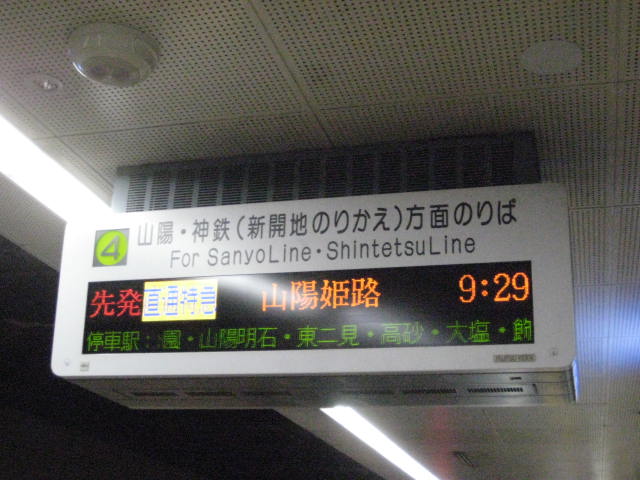 4 山陽・神鉄(新開地のりかえ)方面のりば
For SanyoLine・ShintetsuLine
先発 直通特急 山陽姫路 9:29
停車駅：園・山陽明石・東二見・高砂・大塩・飾